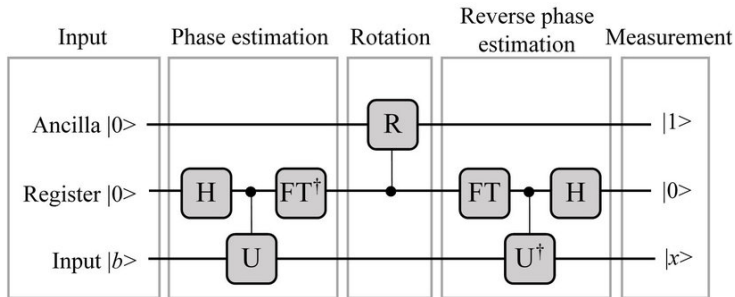 Input
Phase estimation
Rotation
Reverse phase
estimation
Measurement
Ancilla |0>
R
|1>
Register |0>
H
FT†
FT
H
|0>
Input |b>
U
U†
|x>